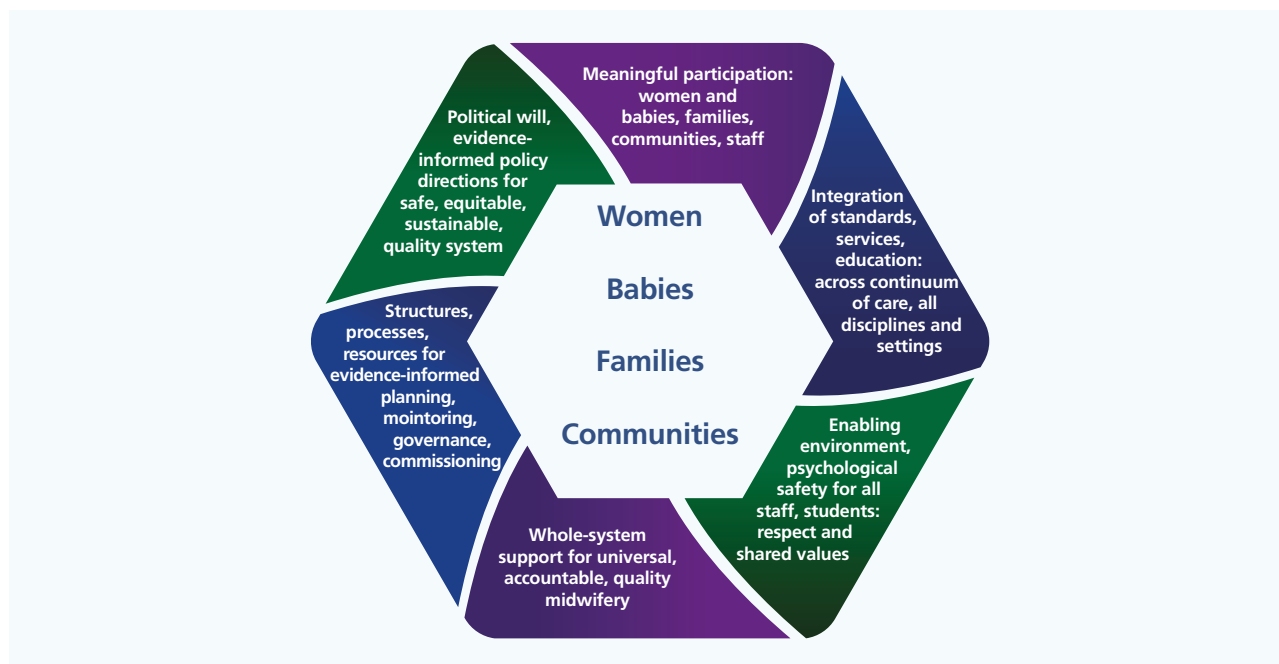 Meaningful participation:
women and
babies, families,
communities, staff
Integration
of standards,
services,
education:
across continuum
of care, all
disciplines and
settings
Enabling
environment,
psychological
safety for all
staff, students:
respect and
shared values
Whole-system
support for universal,
accountable, quality
midwifery
Structures,
processes,
resources for
evidence-informed
planning,
mointoring,
governance,
commissioning
Political will,
evidence-
informed policy
directions for
safe, equitable,
sustainable,
quality system
Women
Babies
Families
Communities